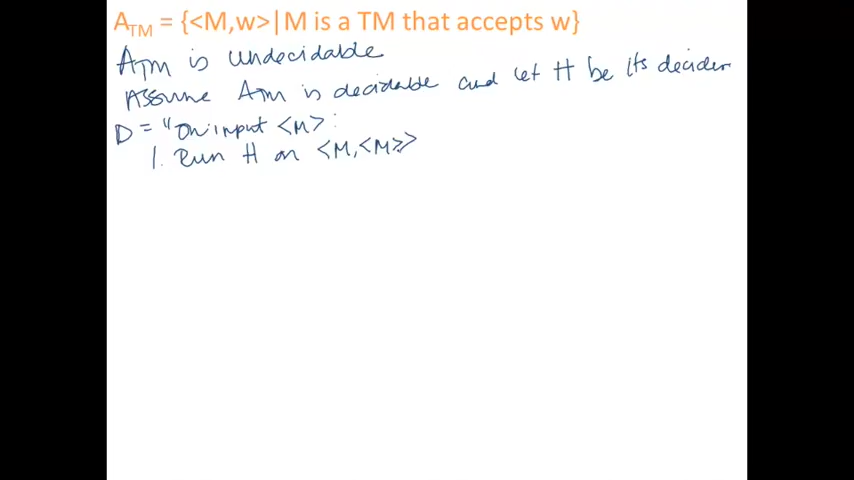 ATM = {<M,w>|M is a TM that accepts w}
ATM is undecidable
Assume ATM is decidable and let H be its decider
D = "On input <M>:
1. Run H on <M,<M>>